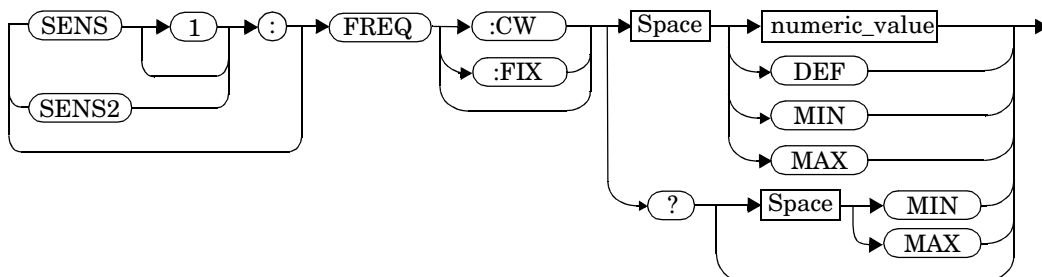 SENS 1 : FREQ :CW Space numeric_value
:FIX DEF
SENS2 MIN
MAX
? Space MIN
MAX